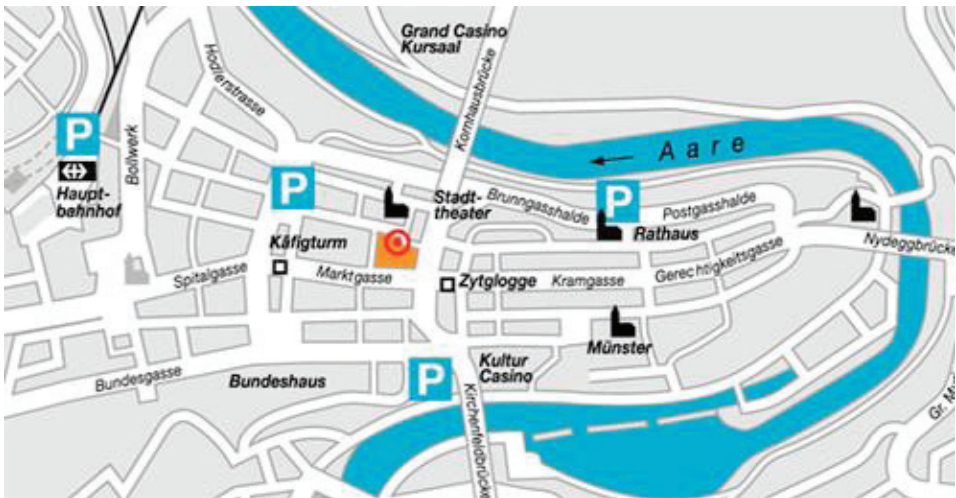 Grand Casino
Kursaal
Hodlerstrasse
Kornhausbrücke
P
Bollwerk
Aare
Haupt-
bahnhof
P
P
Stadt-
theater
Brunngasshalde
Postgasshalde
Rathaus
Nydeggbrücke
Käfigturm
Spitalgasse
Marktgasse
Zytglogge
Kramgasse
Gerechtigkeitsgasse
Münster
Kultur
Casino
P
Bundesgasse
Bundeshaus
Kirchenfeldbrücke
Gr.